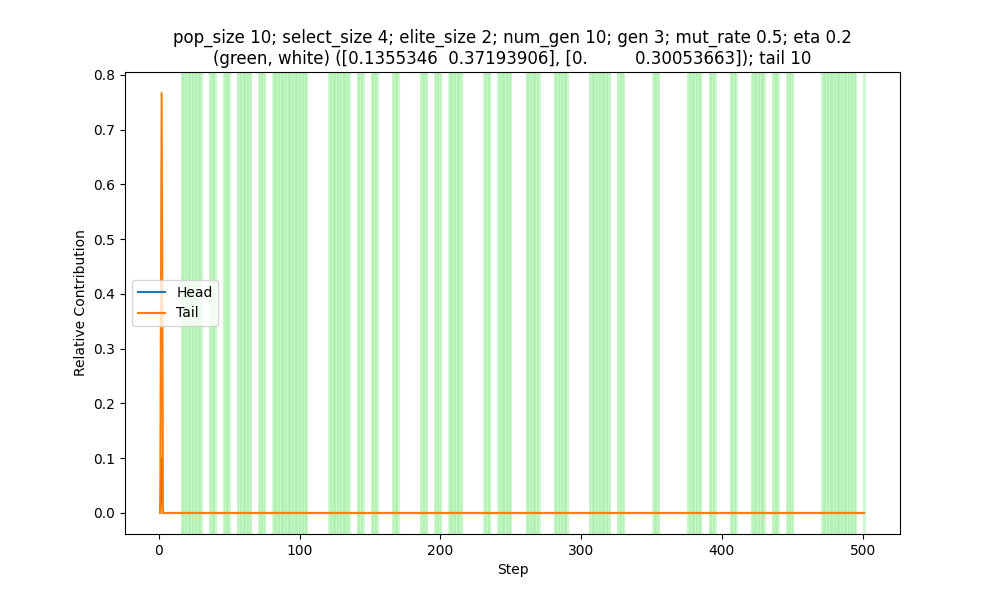 pop_size 10; select_size 4; elite_size 2; num_gen 10; gen 3; mut_rate 0.5; eta 0.2
(green, white) ([0.1355346  0.37193906], [0.          0.30053663]); tail 10
0.8
0.7
0.6
0.5
0.4
0.3
0.2
0.1
0.0
Relative Contribution
Head
Tail
0 100 200 300 400 500
Step